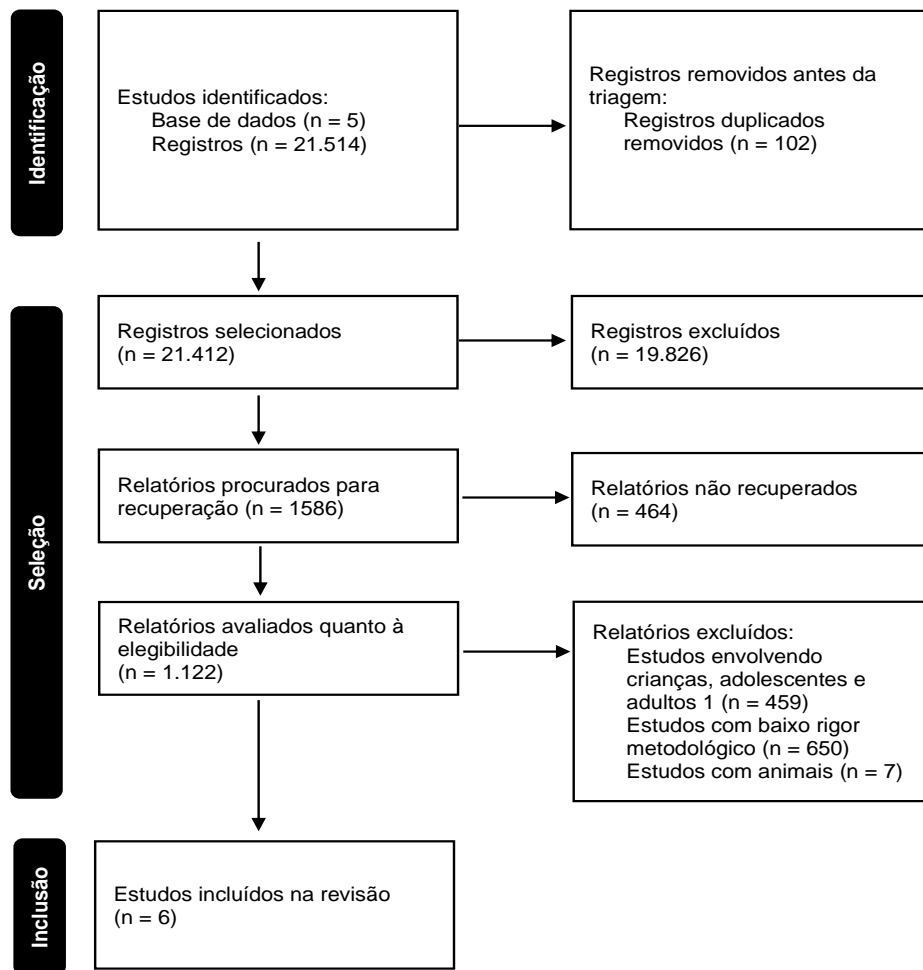 Identificação
Estudos identificados:
Base de dados (n = 5)
Registros (n = 21.514)
Registros removidos antes da
triagem:
Registros duplicados
removidos (n = 102)
Seleção
Registros selecionados
(n = 21.412)
Registros excluídos
(n = 19.826)
Relatórios procurados para
recuperação (n = 1586)
Relatórios não recuperados
(n = 464)
Relatórios avaliados quanto à
elegibilidade
(n = 1.122)
Relatórios excluídos:
Estudos envolvendo
crianças, adolescentes e
adultos 1 (n = 459)
Estudos com baixo rigor
metodológico (n = 650)
Estudos com animais (n = 7)
Inclusão
Estudos incluídos na revisão
(n = 6)